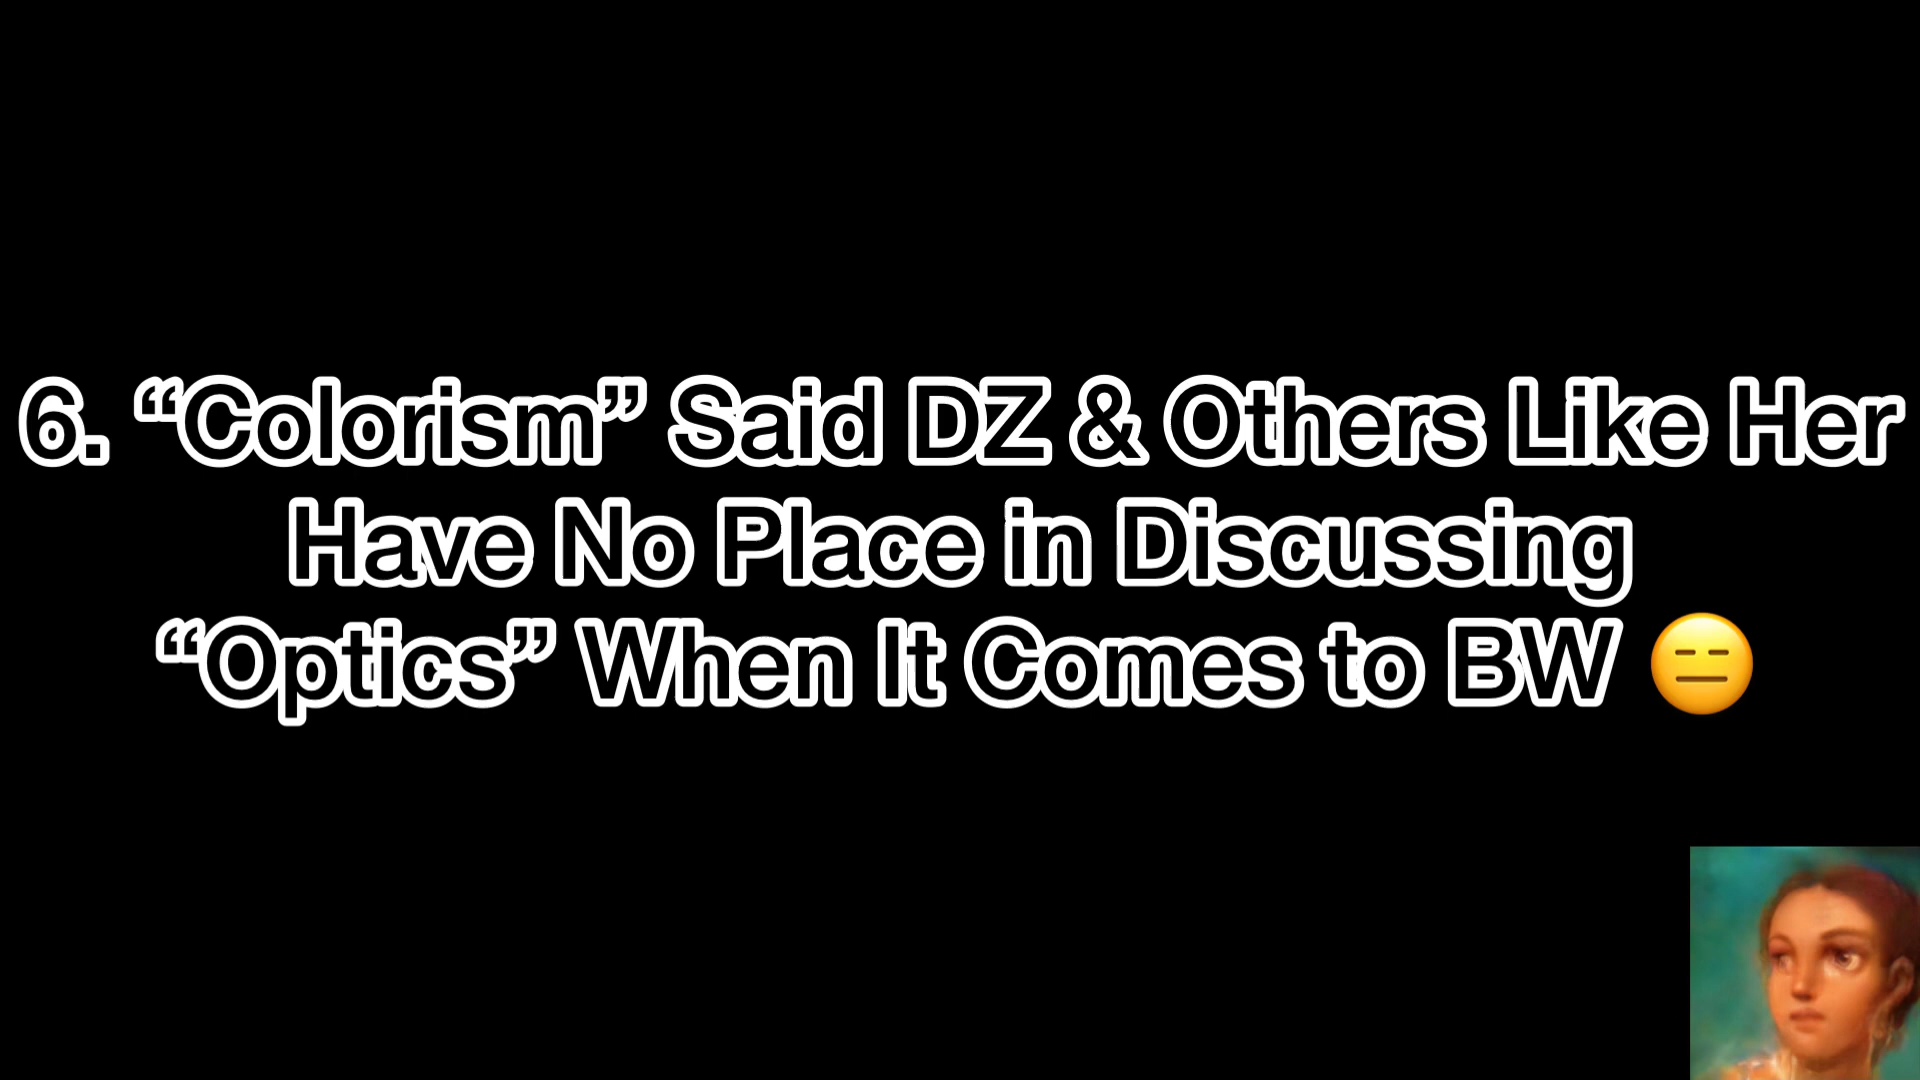 6. “Colorism” Said DZ & Others Like Her
Have No Place in Discussing
“Optics” When It Comes to BW 😑